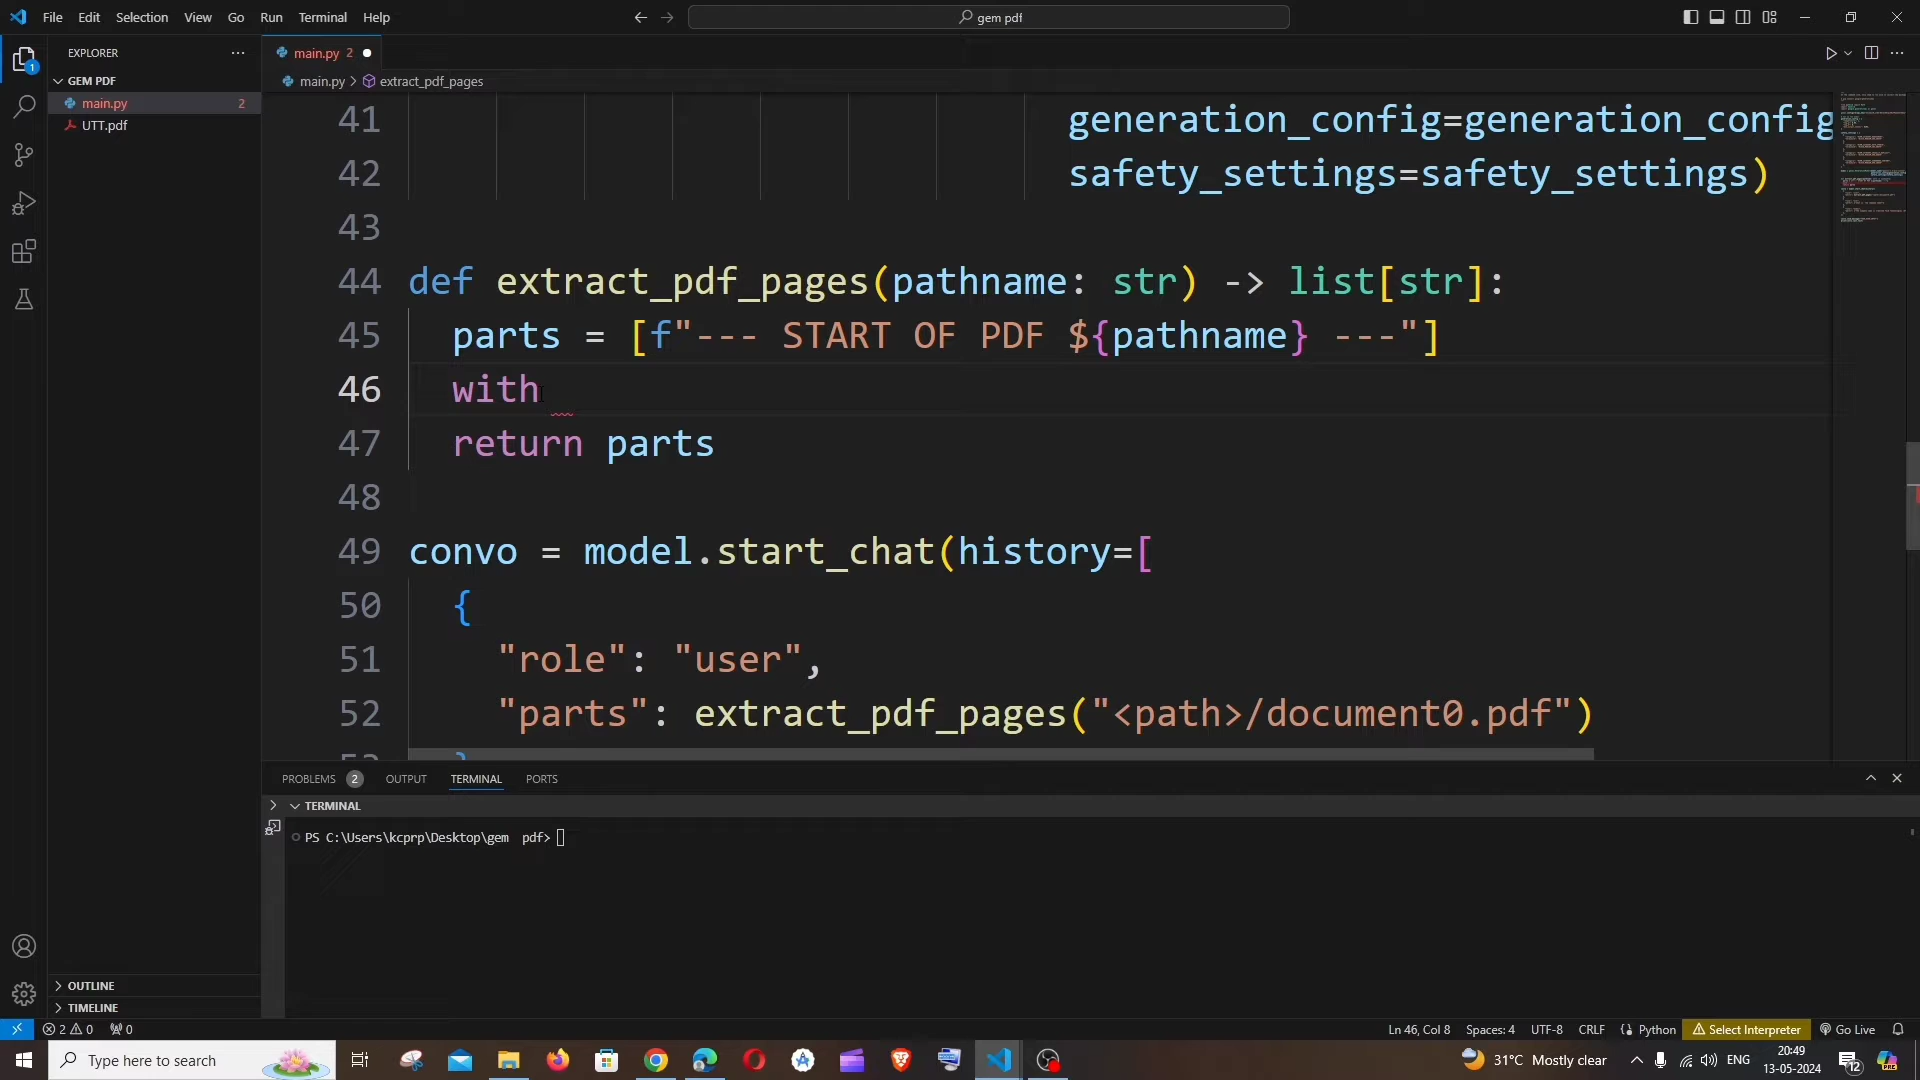 File Edit Selection View Go Run Terminal Help
gem pdf
EXPLORER
main.py 2
GEM PDF
main.py > extract_pdf_pages
main.py 2
UTT.pdf
41 generation_config=generation_config
42 safety_settings=safety_settings)
43
44 def extract_pdf_pages(pathname: str) -> list[str]:
45 parts = [f"--- START OF PDF ${pathname} ---"]
46 with
47 return parts
48
49 convo = model.start_chat(history=[
50 {
51 "role": "user",
52 "parts": extract_pdf_pages("<path>/document0.pdf")
PROBLEMS 2 OUTPUT TERMINAL PORTS
TERMINAL
PS C:\Users\kcprp\Desktop\gem pdf>
OUTLINE
TIMELINE
2 0 0
Ln 46, Col 8 Spaces: 4 UTF-8 CRLF Python Select Interpreter Go Live
Type here to search
31°C Mostly clear
ENG
20:49
13-05-2024
12